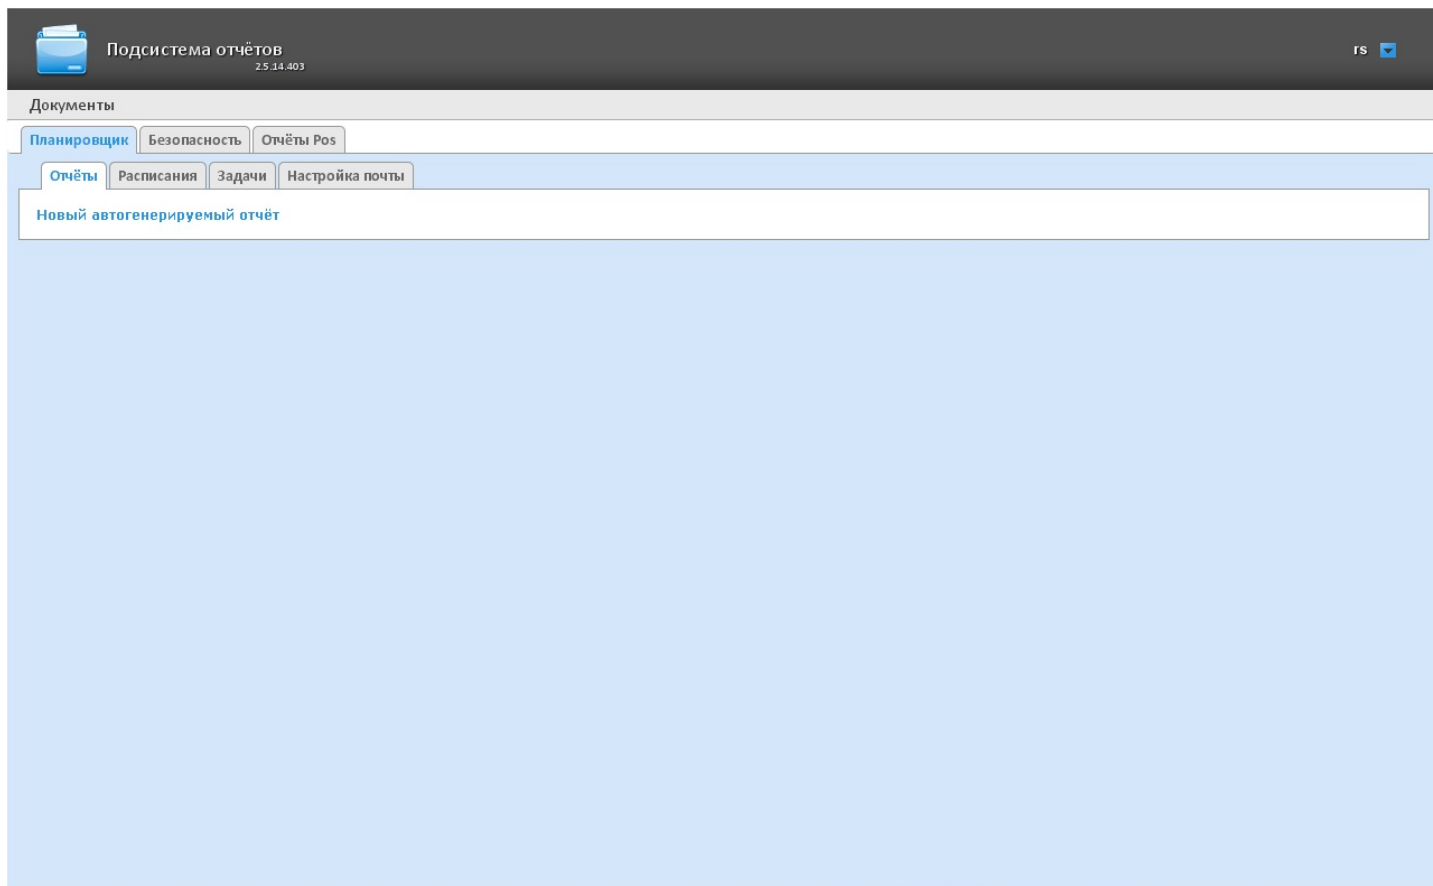 Подсистема отчётов
2.5.14.403
rs
Документы
Планировщик Безопасность Отчёты Pos
Отчёты Расписания Задачи Настройка почты
Новый автогенерируемый отчёт